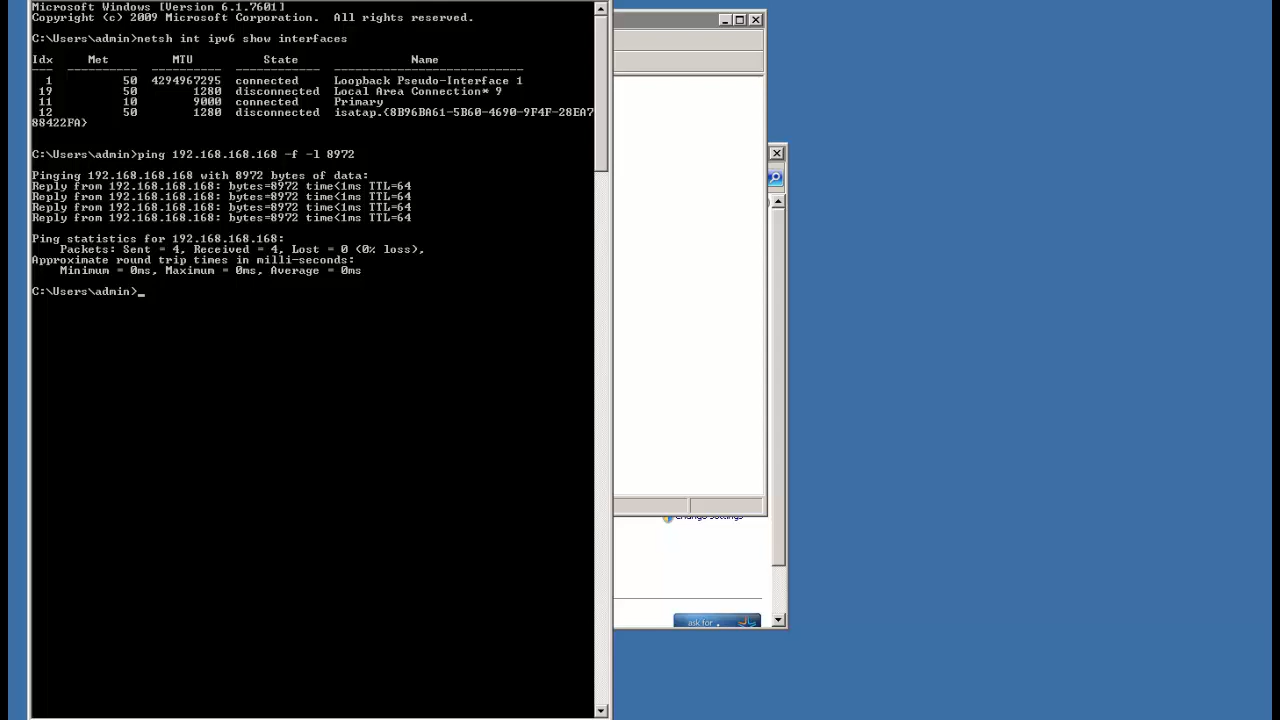 Microsoft Windows [Version 6.1.7601]
Copyright (c) 2009 Microsoft Corporation.  All rights reserved.
C:\Users\admin>netsh int ipv6 show interfaces
Idx     Met         MTU          State                Name
---  ----------  ----------  ------------  ---------------------------
  1          50  4294967295  connected     Loopback Pseudo-Interface 1
 19          50        1280  disconnected  Local Area Connection* 9
 11          10        9000  connected     Primary
 12          50        1280  disconnected  isatap.{8B96BA61-5B60-4690-9F4F-28EA7
88422FA}
C:\Users\admin>ping 192.168.168.168 -f -l 8972
Pinging 192.168.168.168 with 8972 bytes of data:
Reply from 192.168.168.168: bytes=8972 time<1ms TTL=64
Reply from 192.168.168.168: bytes=8972 time<1ms TTL=64
Reply from 192.168.168.168: bytes=8972 time<1ms TTL=64
Reply from 192.168.168.168: bytes=8972 time<1ms TTL=64
Ping statistics for 192.168.168.168:
    Packets: Sent = 4, Received = 4, Lost = 0 (0% loss),
Approximate round trip times in milli-seconds:
    Minimum = 0ms, Maximum = 0ms, Average = 0ms
C:\Users\admin>_
Change settings
ask for